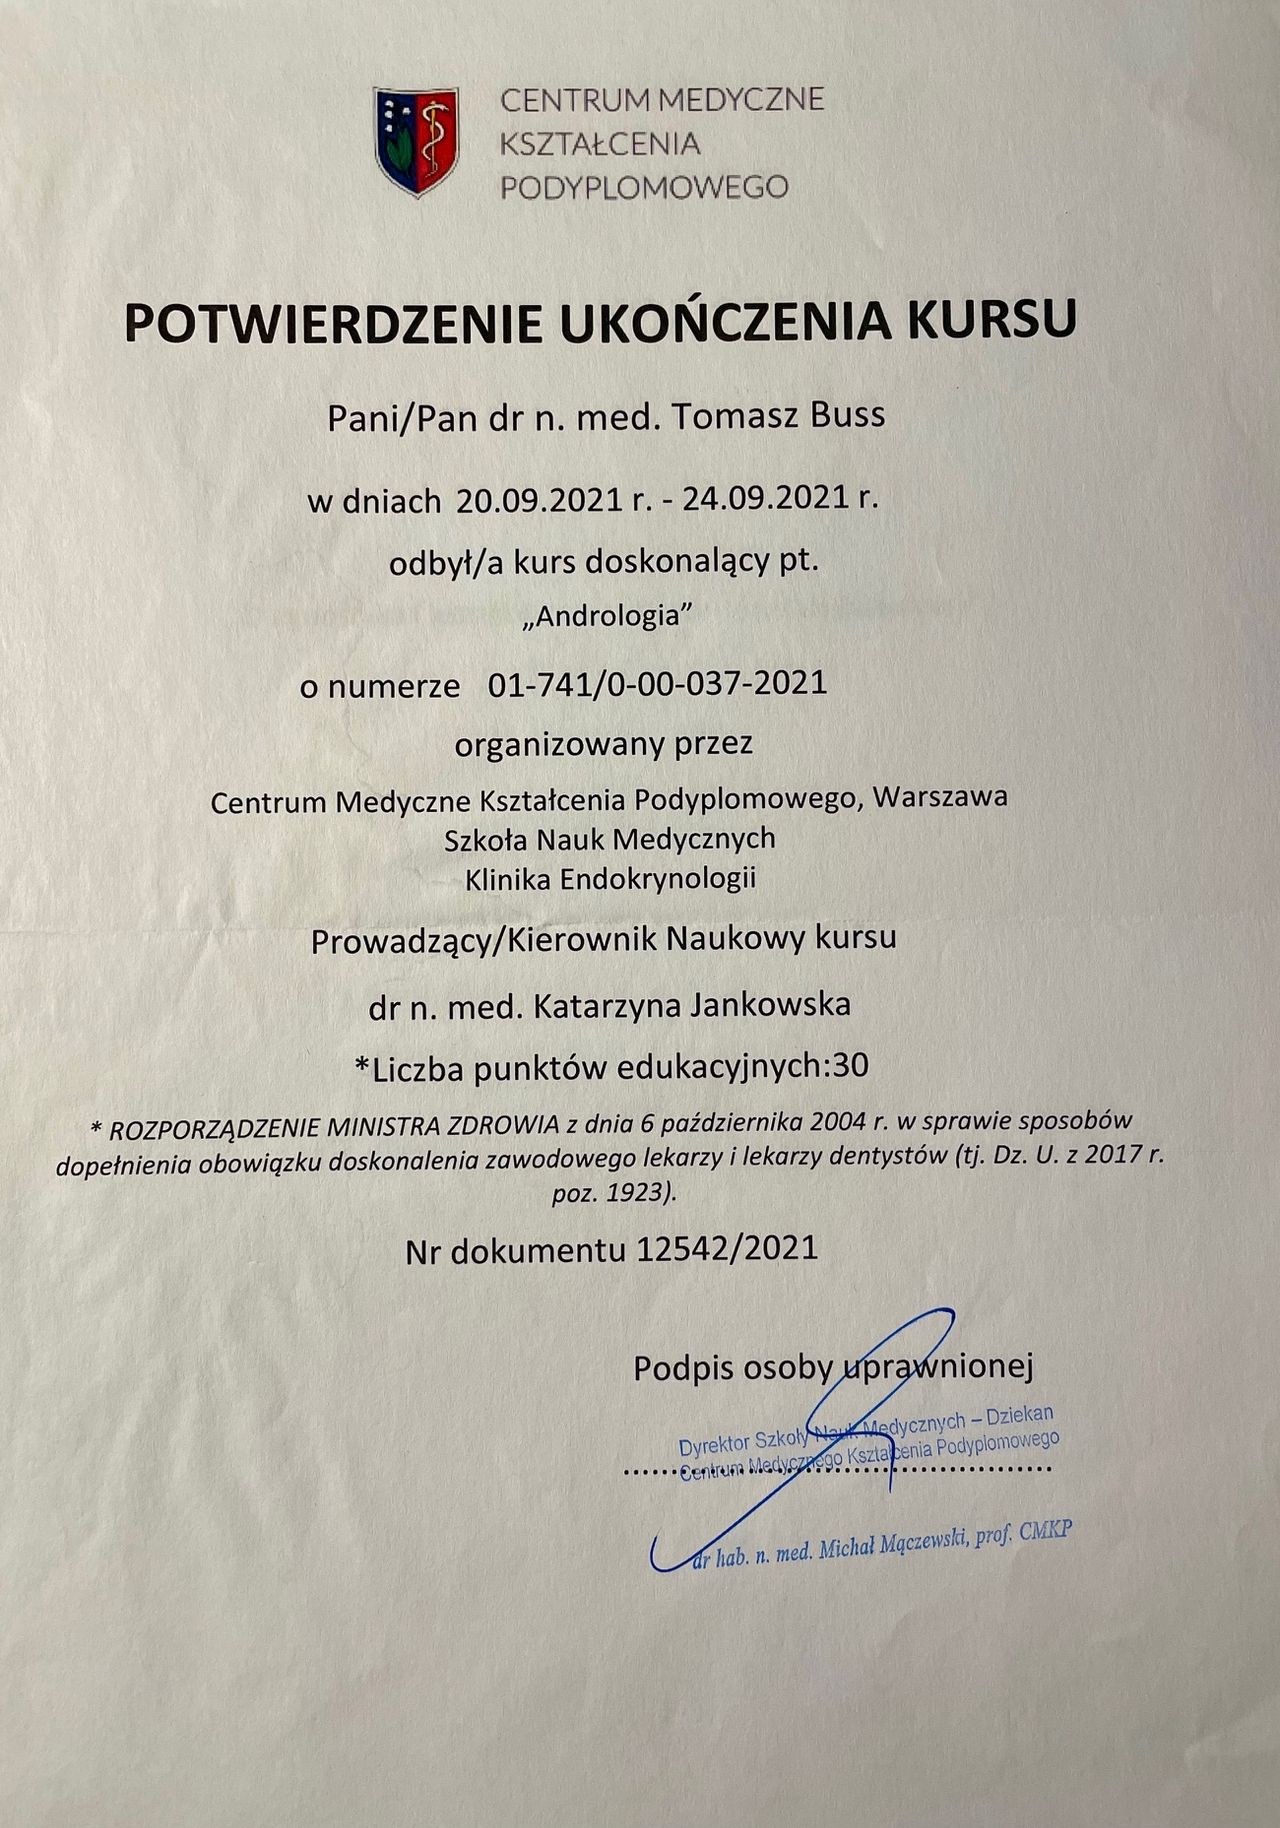 CENTRUM MEDYCZNE
KSZTAŁCENIA
PODYPLOMOWEGO
POTWIERDZENIE UKOŃCZENIA KURSU
Pani/Pan dr n. med. Tomasz Buss
w dniach 20.09.2021 r. - 24.09.2021 r.
odbył/a kurs doskonalący pt.
„Andrologia”
o numerze 01-741/0-00-037-2021
organizowany przez
Centrum Medyczne Kształcenia Podyplomowego, Warszawa
Szkoła Nauk Medycznych
Klinika Endokrynologii
Prowadzący/Kierownik Naukowy kursu
dr n. med. Katarzyna Jankowska
*Liczba punktów edukacyjnych:30
* ROZPORZĄDZENIE MINISTRA ZDROWIA z dnia 6 października 2004 r. w sprawie sposobów
dopełnienia obowiązku doskonalenia zawodowego lekarzy i lekarzy dentystów (tj. Dz. U. z 2017 r.
poz. 1923).
Nr dokumentu 12542/2021
Podpis osoby uprawnionej
Dyrektor Szkoły Nauk Medycznych – Dziekan
Centrum Medycznego Kształcenia Podyplomowego
dr hab. n. med. Michał Mączewski, prof. CMKP